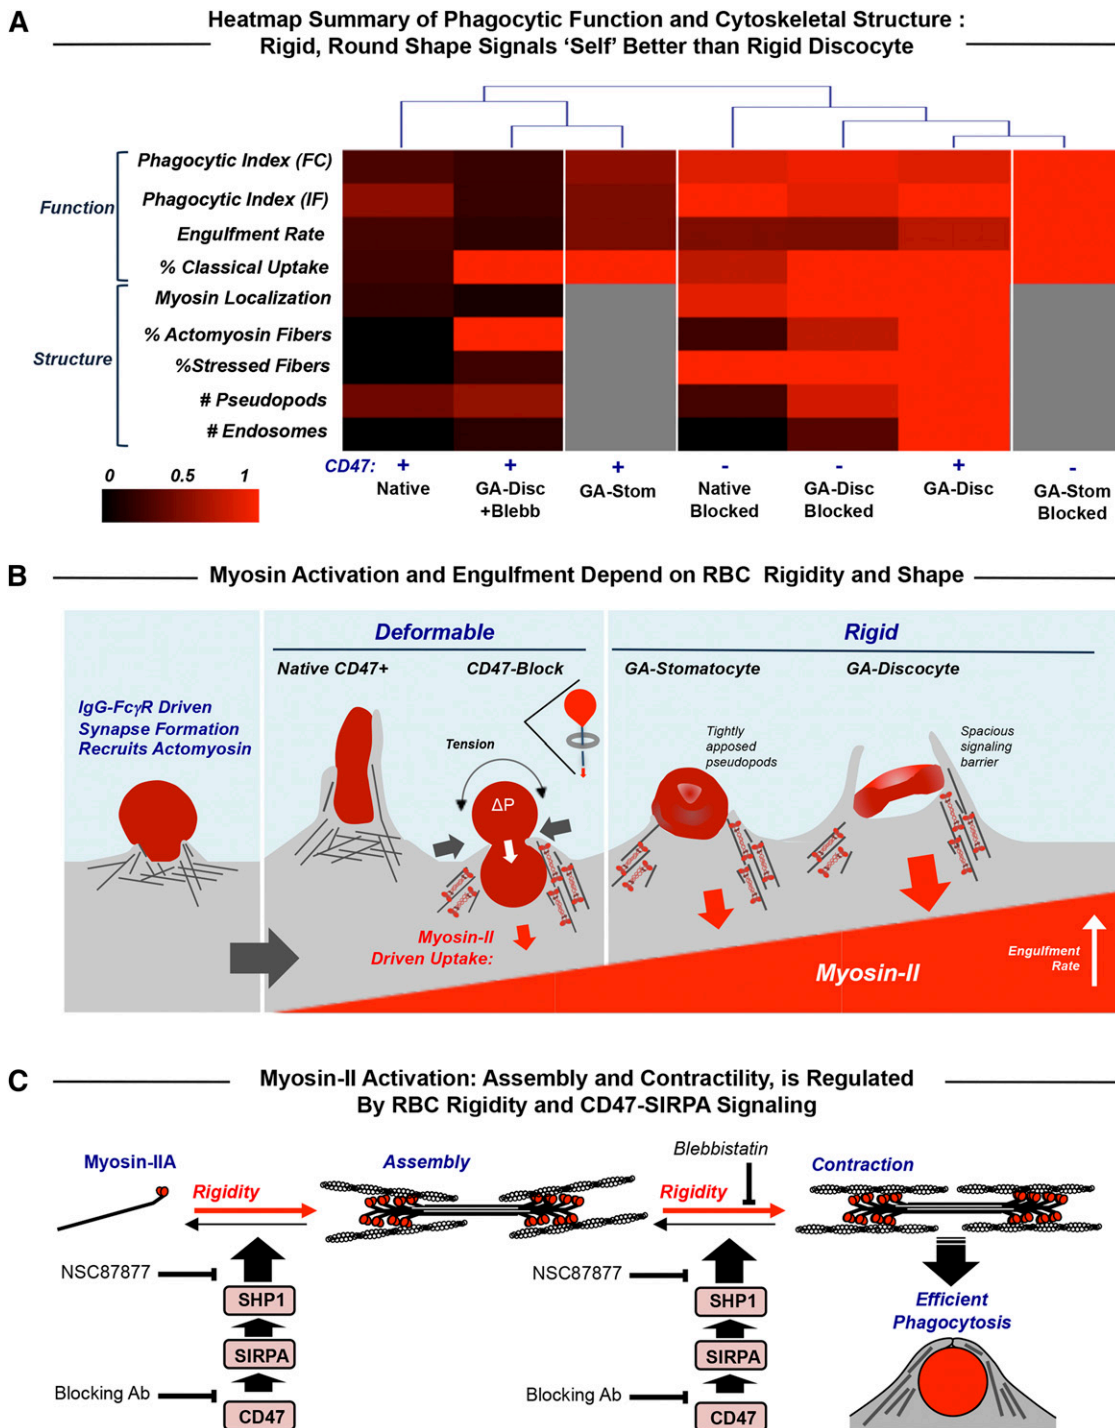 A
Heatmap Summary of Phagocytic Function and Cytoskeletal Structure :
Rigid, Round Shape Signals ‘Self’ Better than Rigid Discocyte
Function
Phagocytic Index (FC)
Phagocytic Index (IF)
Engulfment Rate
% Classical Uptake
Structure
Myosin Localization
% Actomyosin Fibers
%Stressed Fibers
# Pseudopods
# Endosomes
0 0.5 1
CD47: + + + - - + -
Native
GA-Disc
+Blebb
GA-Stom
Native
Blocked
GA-Disc
Blocked
GA-Disc
GA-Stom
Blocked
B
Myosin Activation and Engulfment Depend on RBC Rigidity and Shape
IgG-FcγR Driven
Synapse Formation
Recruits Actomyosin
Deformable
Native CD47+
CD47-Block
Tension
ΔP
Myosin-II
Driven Uptake:
Rigid
GA-Stomatocyte
GA-Discocyte
Tightly
apposed
pseudopods
Spacious
signaling
barrier
Myosin-II
Engulfment
Rate
C
Myosin-II Activation: Assembly and Contractility, is Regulated
By RBC Rigidity and CD47-SIRPA Signaling
Myosin-IIA
Rigidity
Assembly
Blebbistatin
Rigidity
Contraction
NSC87877
SHP1
SIRPA
Blocking Ab
CD47
NSC87877
SHP1
SIRPA
Blocking Ab
CD47
Efficient
Phagocytosis